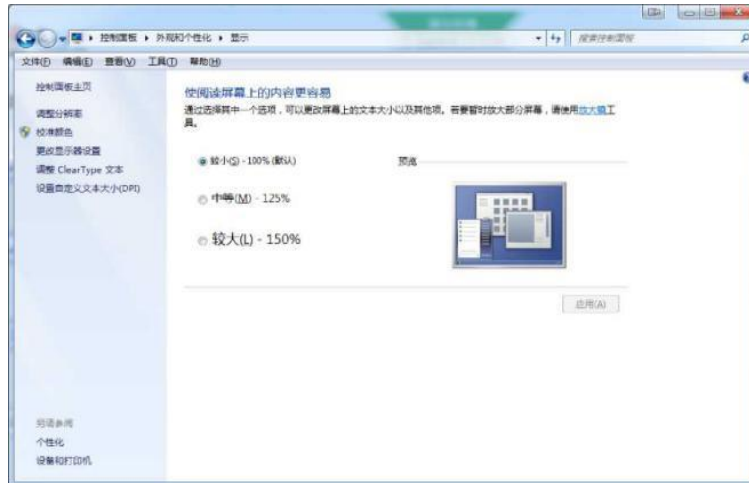 控制面板 ▸ 外观和个性化 ▸ 显示
搜索控制面板
文件(F) 编辑(E) 查看(V) 工具(T) 帮助(H)
控制面板主页
调整分辨率
校准颜色
更改显示器设置
调整 ClearType 文本
设置自定义文本大小(DPI)
使阅读屏幕上的内容更容易
通过选择其中一个选项，可以更改屏幕上的文本大小以及其他项。若要暂时放大部分屏幕，请使用放大镜工
具。
较小(S) - 100% (默认)
预览
中等(M) - 125%
较大(L) - 150%
应用(A)
另请参阅
个性化
设备和打印机